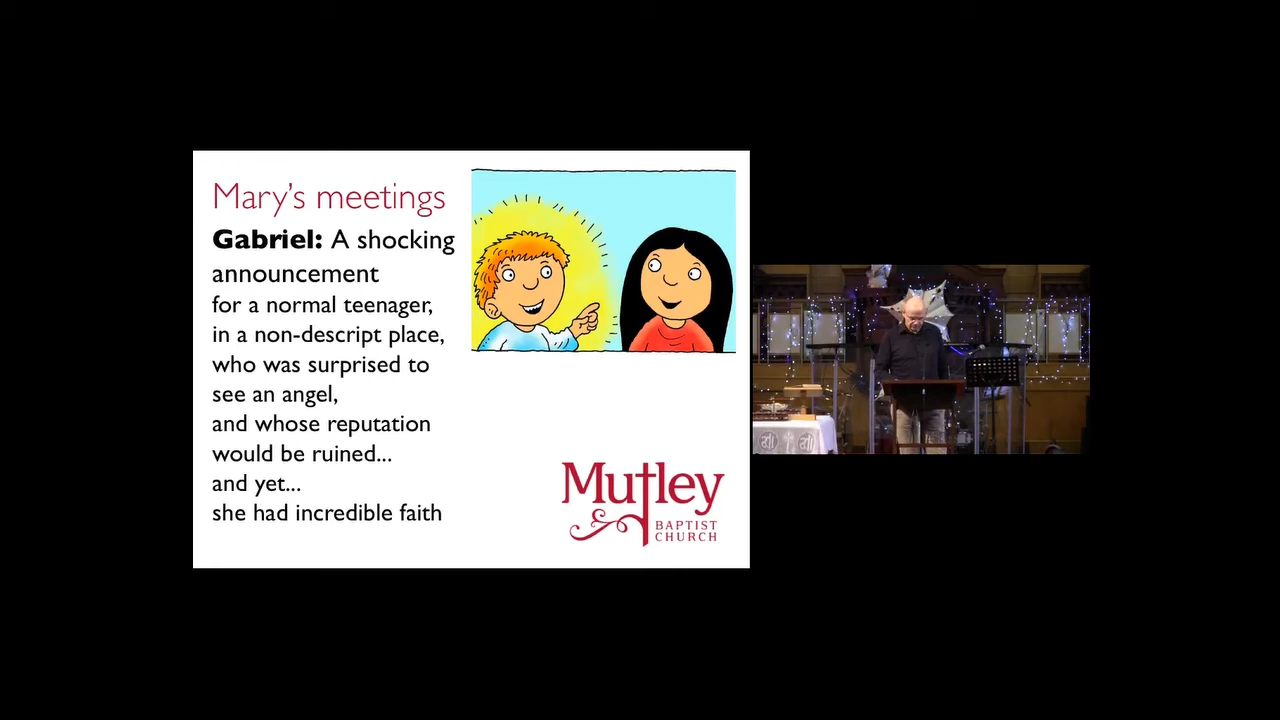 Mary's meetings
Gabriel: A shocking
announcement
for a normal teenager,
in a non-descript place,
who was surprised to
see an angel,
and whose reputation
would be ruined...
and yet...
she had incredible faith
Mutley
BAPTIST
CHURCH